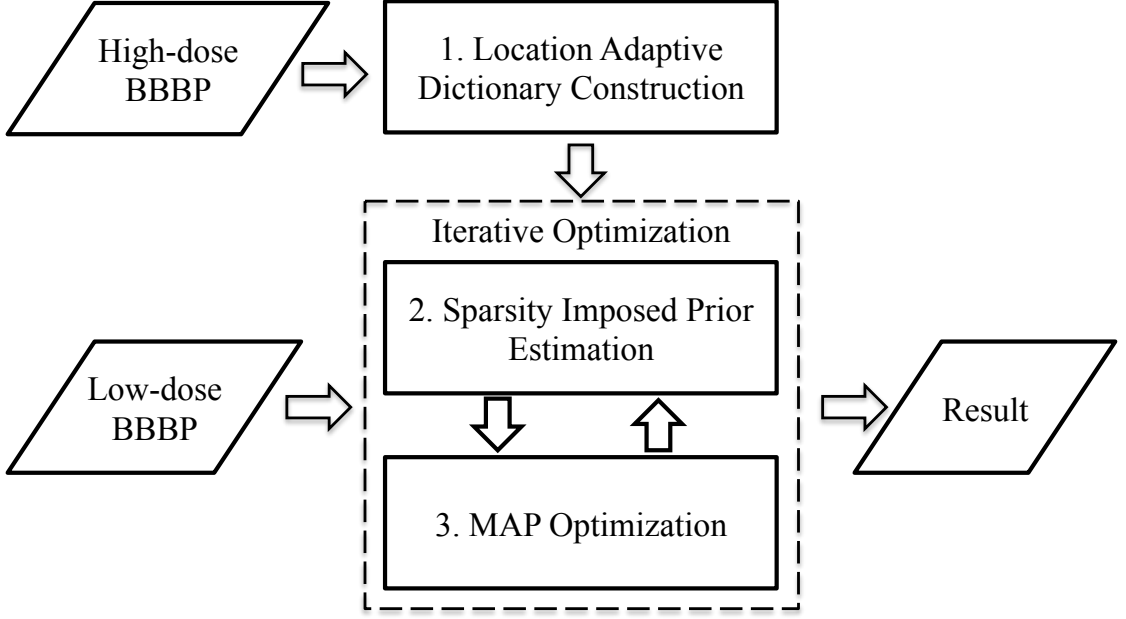 High-dose
BBBP
1. Location Adaptive
Dictionary Construction
Iterative Optimization
2. Sparsity Imposed Prior
Estimation
Low-dose
BBBP
3. MAP Optimization
Result